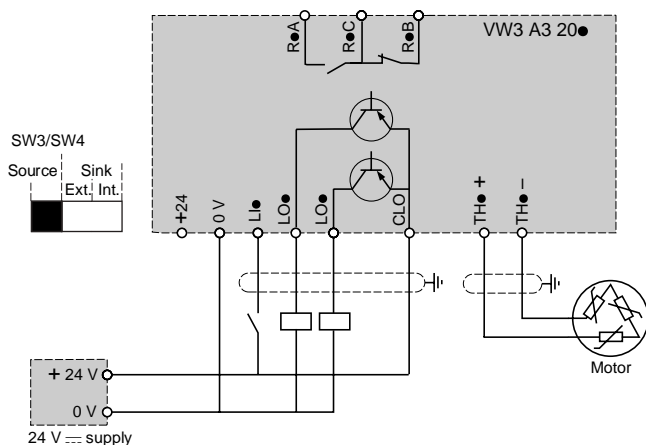 R●A
R●C
R●B
VW3 A3 20●
SW3/SW4
Source
Sink
Ext.
Int.
+24
0 V
LI●
LO●
LO●
CLO
TH● +
TH● −
Motor
+ 24 V
0 V
24 V ⎓ supply